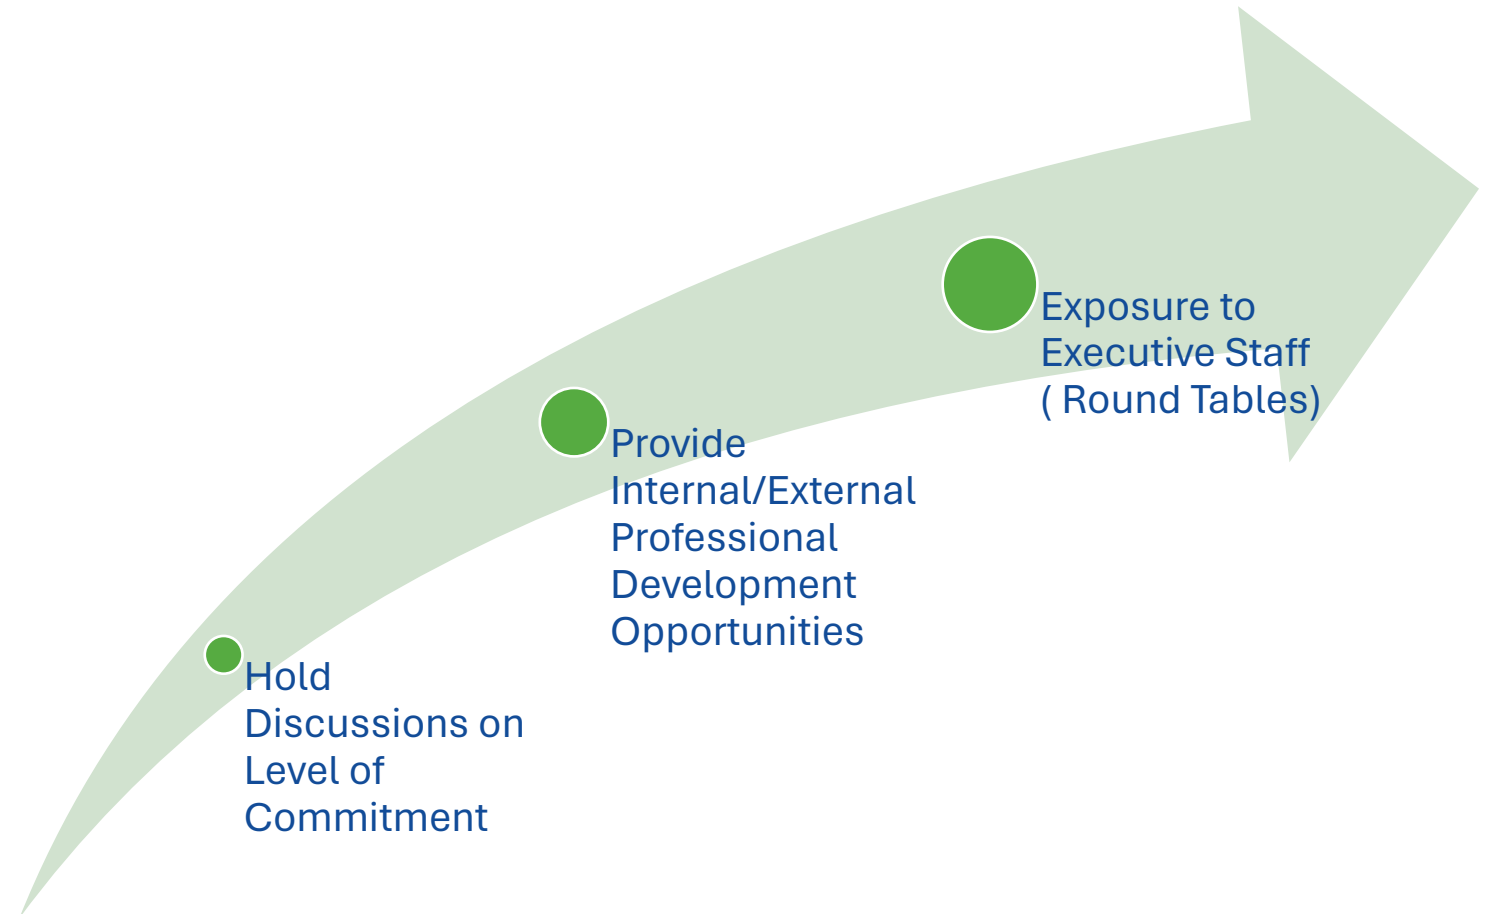 Hold
Discussions on
Level of
Commitment
Provide
Internal/External
Professional
Development
Opportunities
Exposure to
Executive Staff
( Round Tables)